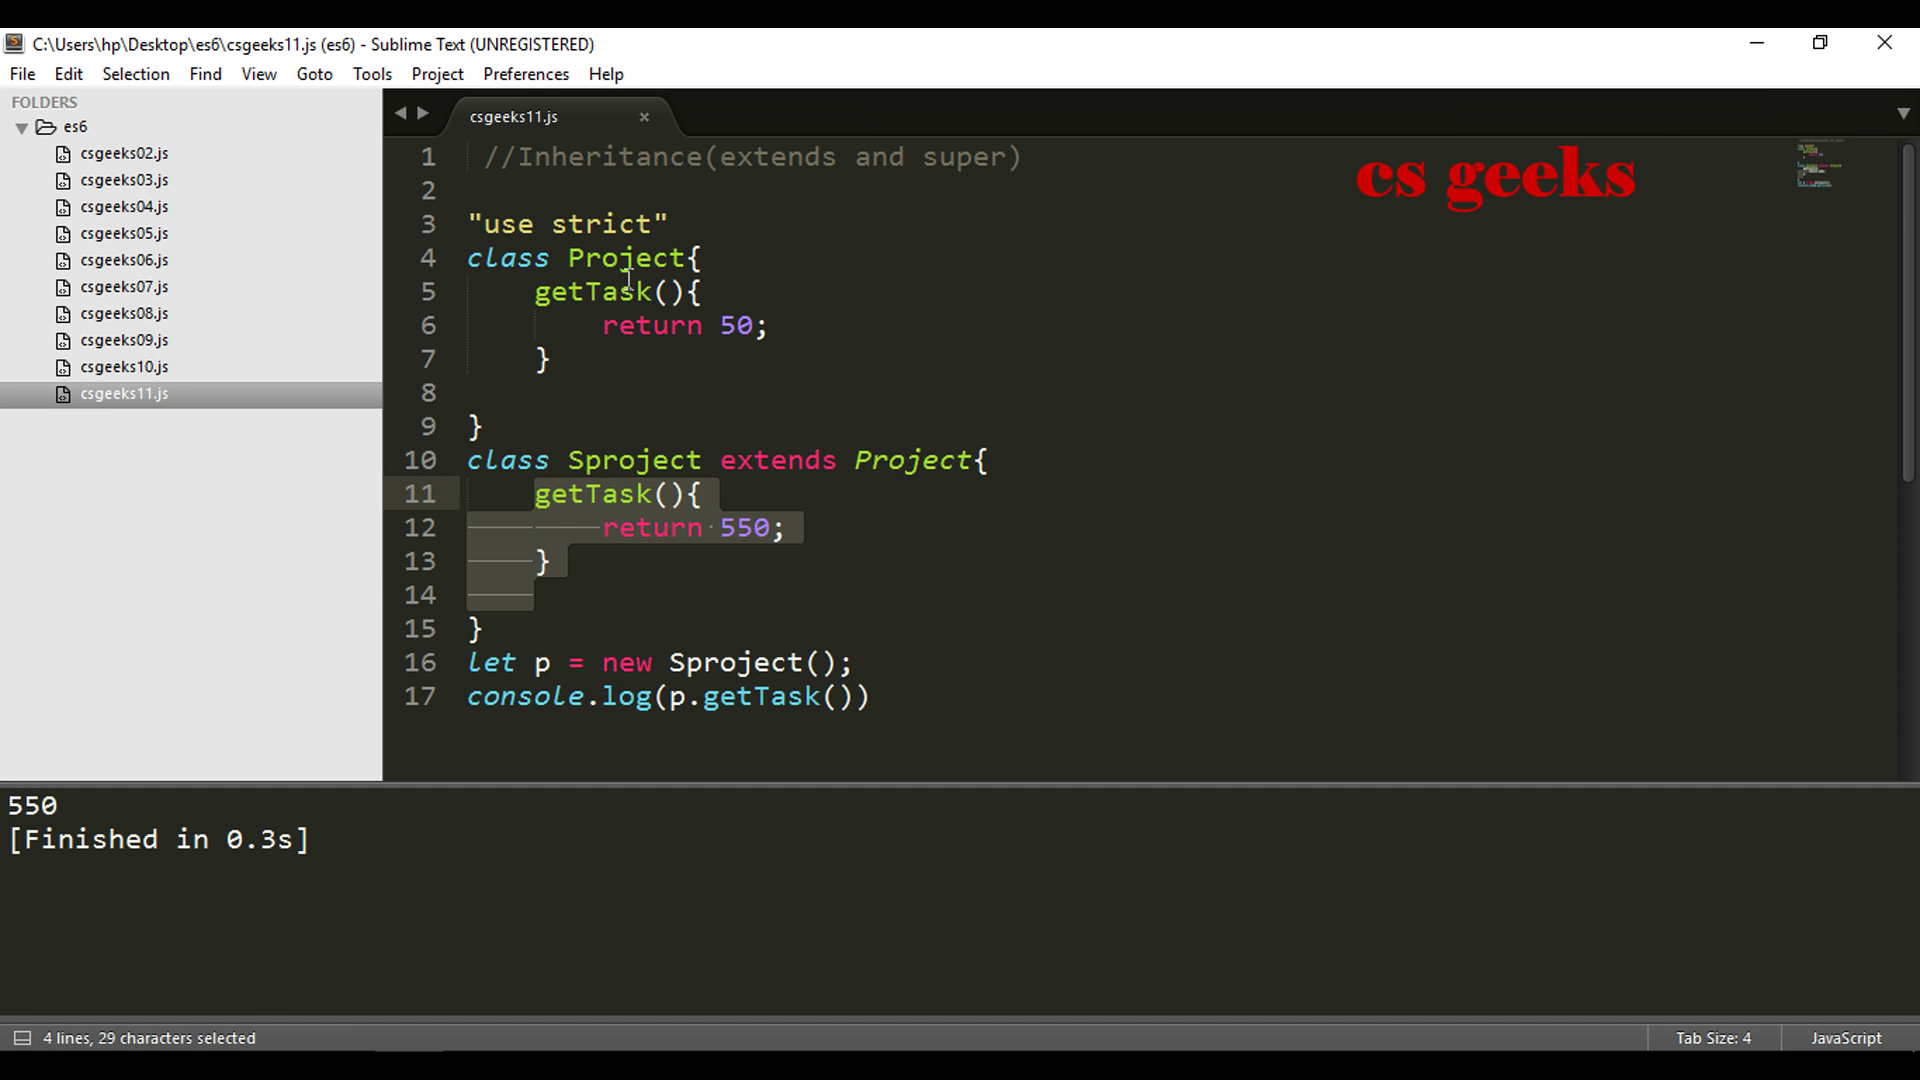 C:\Users\hp\Desktop\es6\csgeeks11.js (es6) - Sublime Text (UNREGISTERED)
File Edit Selection Find View Goto Tools Project Preferences Help
FOLDERS
es6
csgeeks02.js
csgeeks03.js
csgeeks04.js
csgeeks05.js
csgeeks06.js
csgeeks07.js
csgeeks08.js
csgeeks09.js
csgeeks10.js
csgeeks11.js
csgeeks11.js
cs geeks
1 //Inheritance(extends and super)
2
3 "use strict"
4 class Project{
5 getTask(){
6 return 50;
7 }
8
9 }
10 class Sproject extends Project{
11 getTask(){
12 return 550;
13 }
14
15 }
16 let p = new Sproject();
17 console.log(p.getTask())
550
[Finished in 0.3s]
4 lines, 29 characters selected
Tab Size: 4
JavaScript